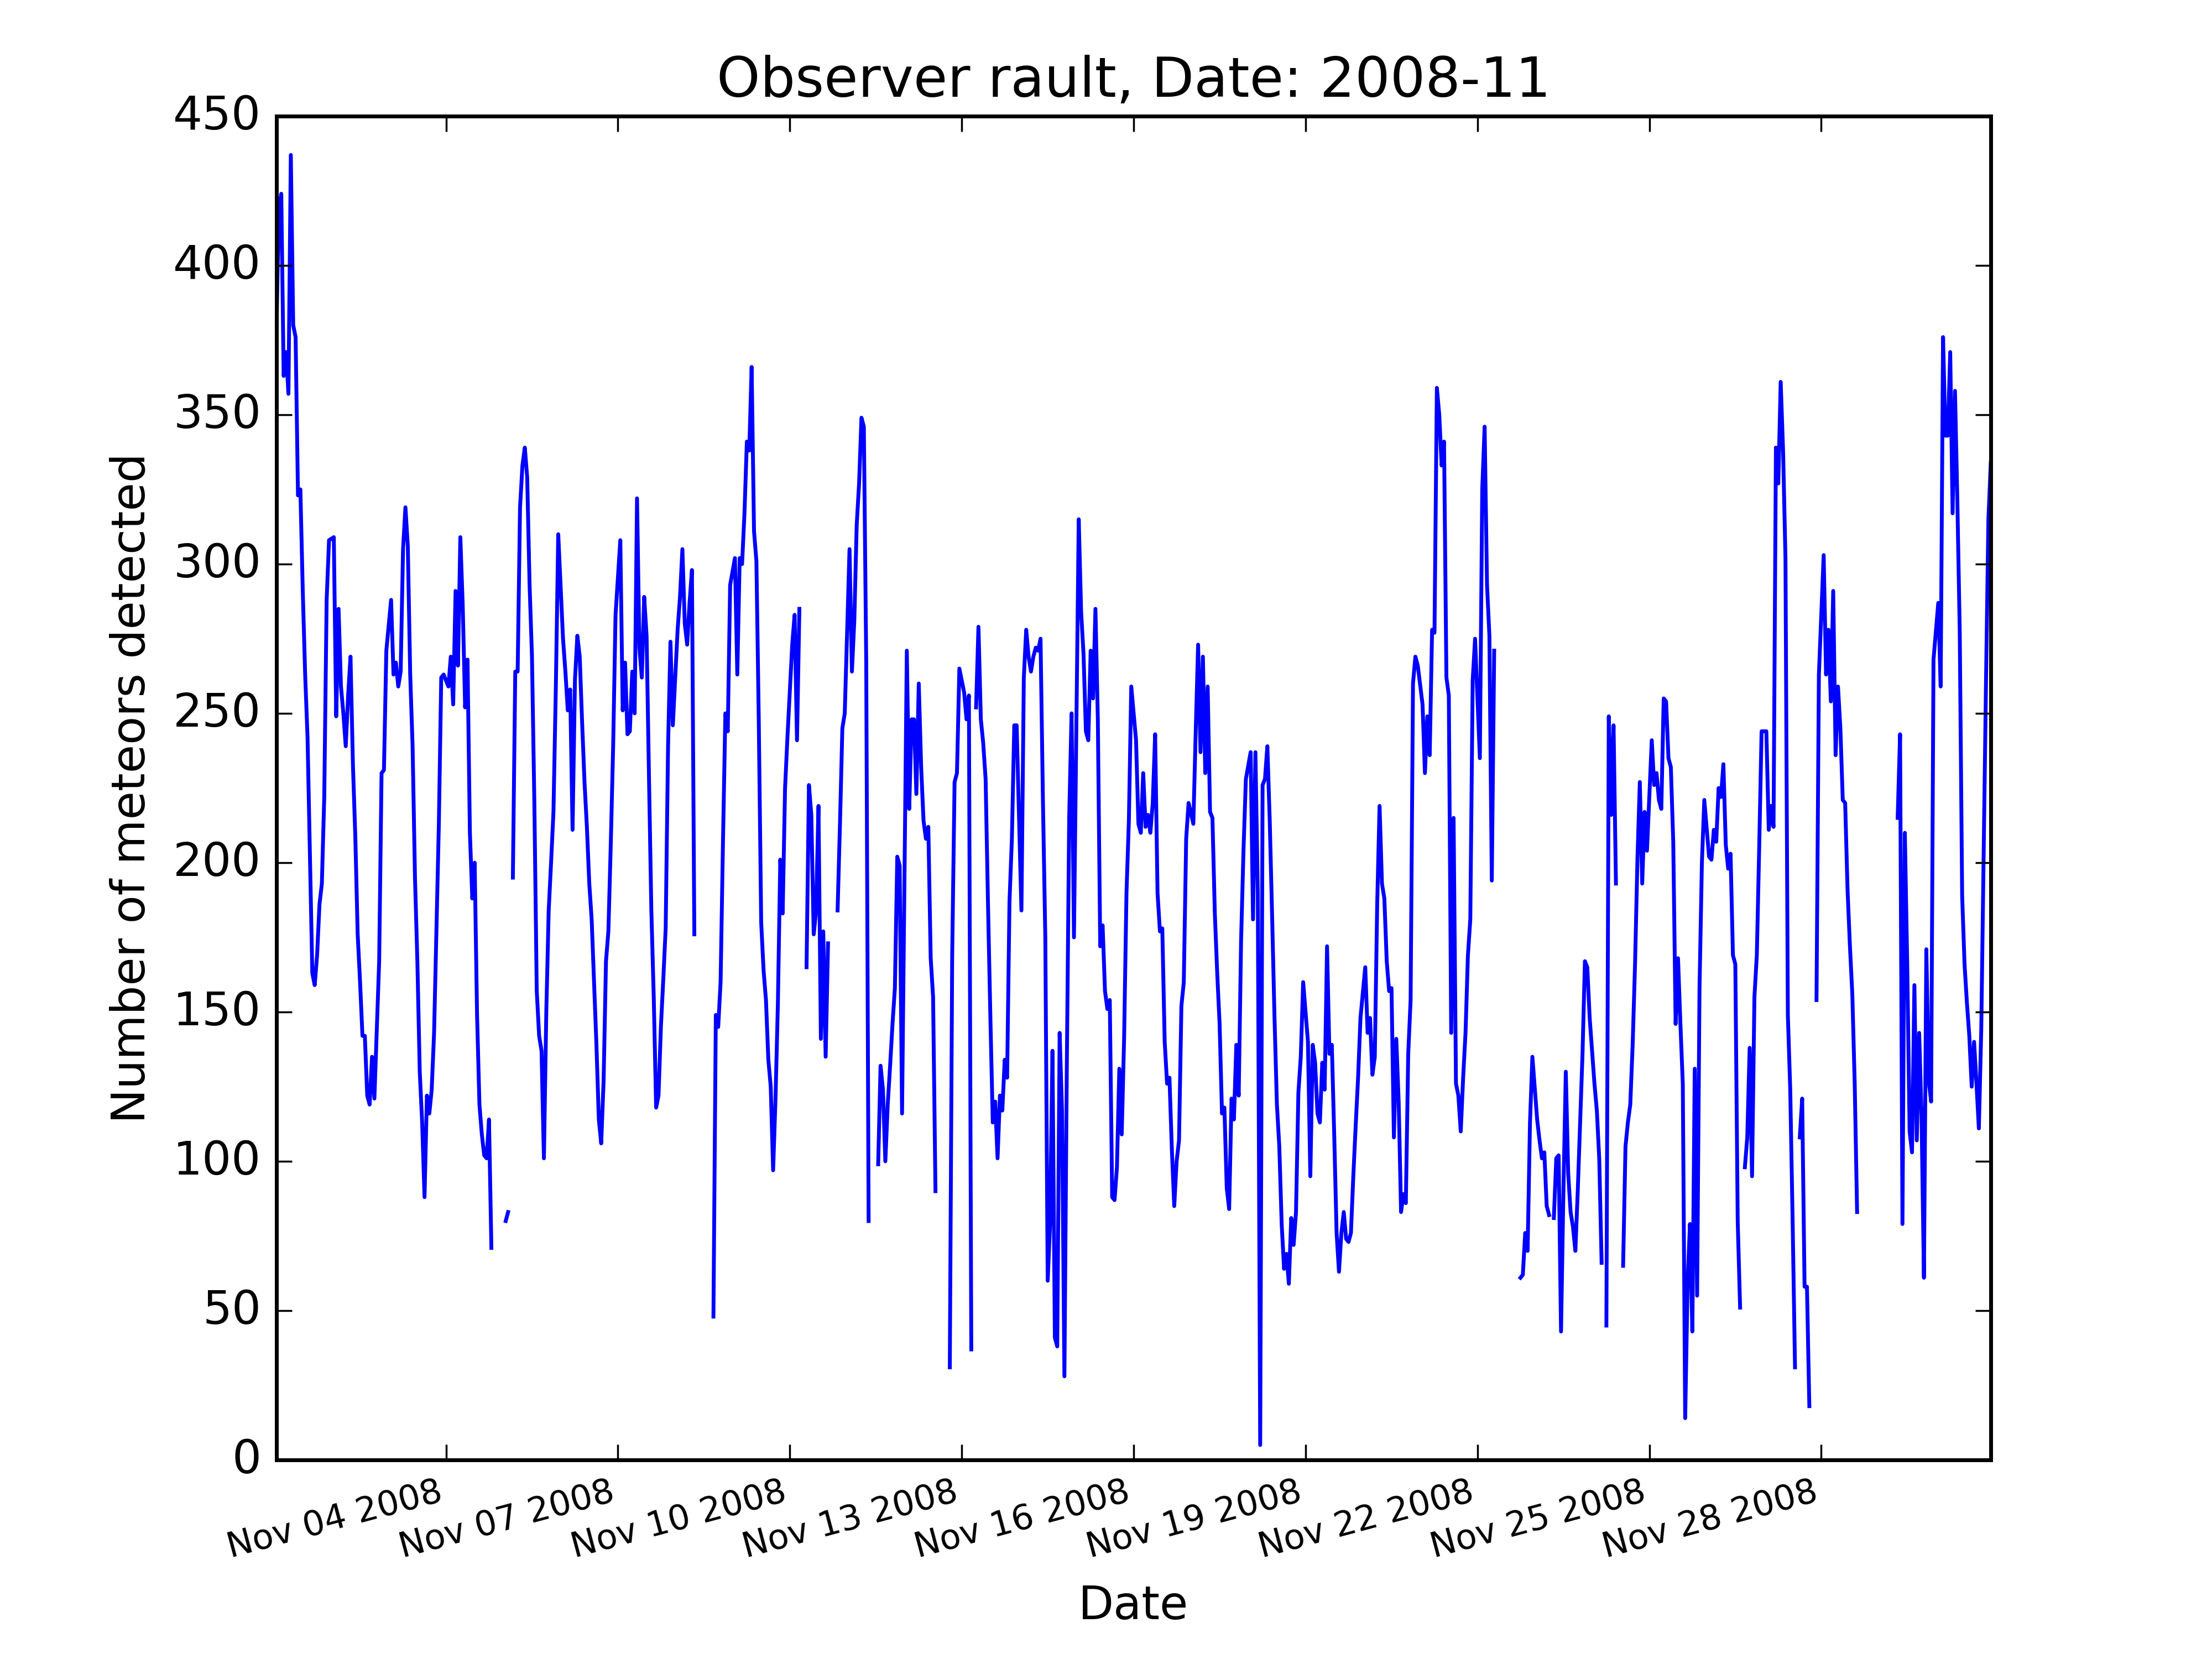 Observer rault, Date: 2008-11
450
400
350
300
250
200
150
100
50
0
Number of meteors detected
Nov 04 2008
Nov 07 2008
Nov 10 2008
Nov 13 2008
Nov 16 2008
Nov 19 2008
Nov 22 2008
Nov 25 2008
Nov 28 2008
Date